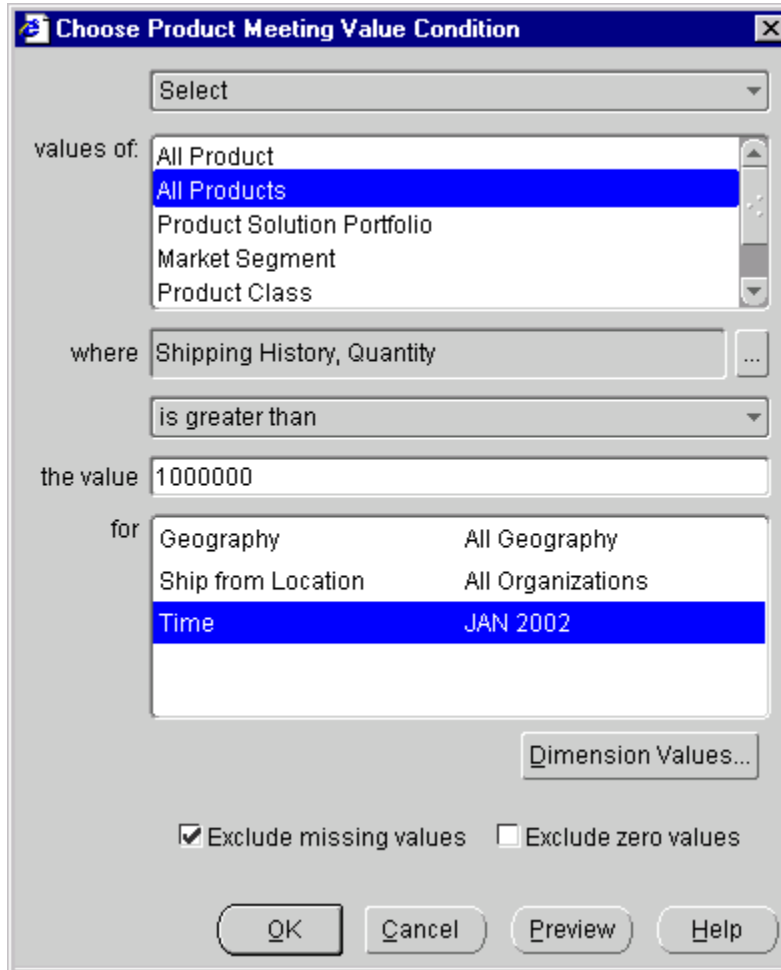 Choose Product Meeting Value Condition
Select
values of:
All Product
All Products
Product Solution Portfolio
Market Segment
Product Class
where Shipping History, Quantity ...
is greater than
the value 1000000
for
Geography All Geography
Ship from Location All Organizations
Time JAN 2002
Dimension Values...
Exclude missing values Exclude zero values
OK Cancel Preview Help